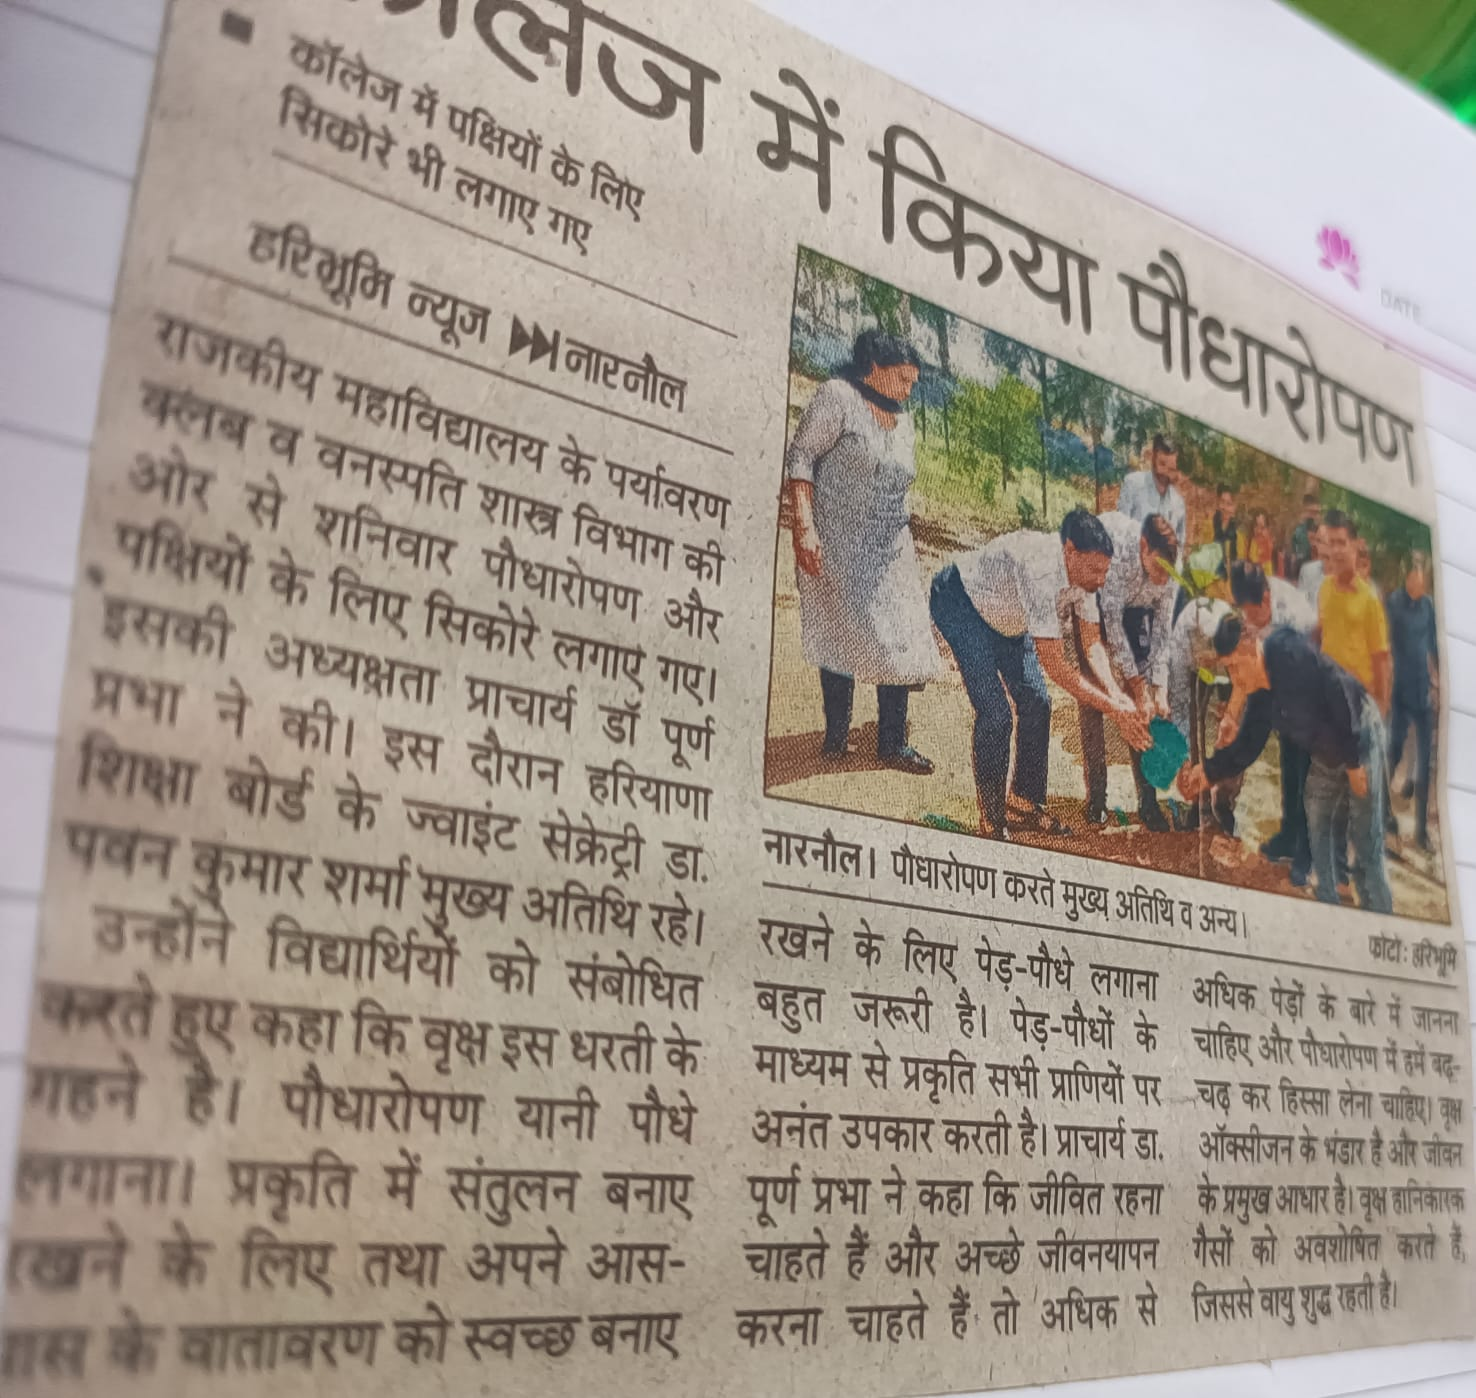 कॉलेज में किया पौधारोपण
कॉलेज में पक्षियों के लिए
सिकोरे भी लगाए गए
हरिभूमि न्यूज ▶▶| नारनौल
राजकीय महाविद्यालय के पर्यावरण
क्लब व वनस्पति शास्त्र विभाग की
ओर से शनिवार पौधारोपण और
पक्षियों के लिए सिकोरे लगाए गए।
इसकी अध्यक्षता प्राचार्य डॉ पूर्ण
प्रभा ने की। इस दौरान हरियाणा
शिक्षा बोर्ड के ज्वाइंट सेक्रेट्री डा.
पवन कुमार शर्मा मुख्य अतिथि रहे।
उन्होंने विद्यार्थियों को संबोधित
करते हुए कहा कि वृक्ष इस धरती के
गहने है। पौधारोपण यानी पौधे
लगाना। प्रकृति में संतुलन बनाए
रखने के लिए तथा अपने आस-
पास के वातावरण को स्वच्छ बनाए
नारनौल। पौधारोपण करते मुख्य अतिथि व अन्य।
फोटो: हरिभूमि
रखने के लिए पेड़-पौधे लगाना
बहुत जरूरी है। पेड़-पौधों के
माध्यम से प्रकृति सभी प्राणियों पर
अनंत उपकार करती है। प्राचार्य डा.
पूर्ण प्रभा ने कहा कि जीवित रहना
चाहते हैं और अच्छे जीवनयापन
करना चाहते हैं तो अधिक से
अधिक पेड़ों के बारे में जानना
चाहिए और पौधारोपण में हमें बढ़-
चढ़ कर हिस्सा लेना चाहिए। वृक्ष
ऑक्सीजन के भंडार है और जीवन
के प्रमुख आधार है। वृक्ष हानिकारक
गैसों को अवशोषित करते हैं,
जिससे वायु शुद्ध रहती है।
DATE